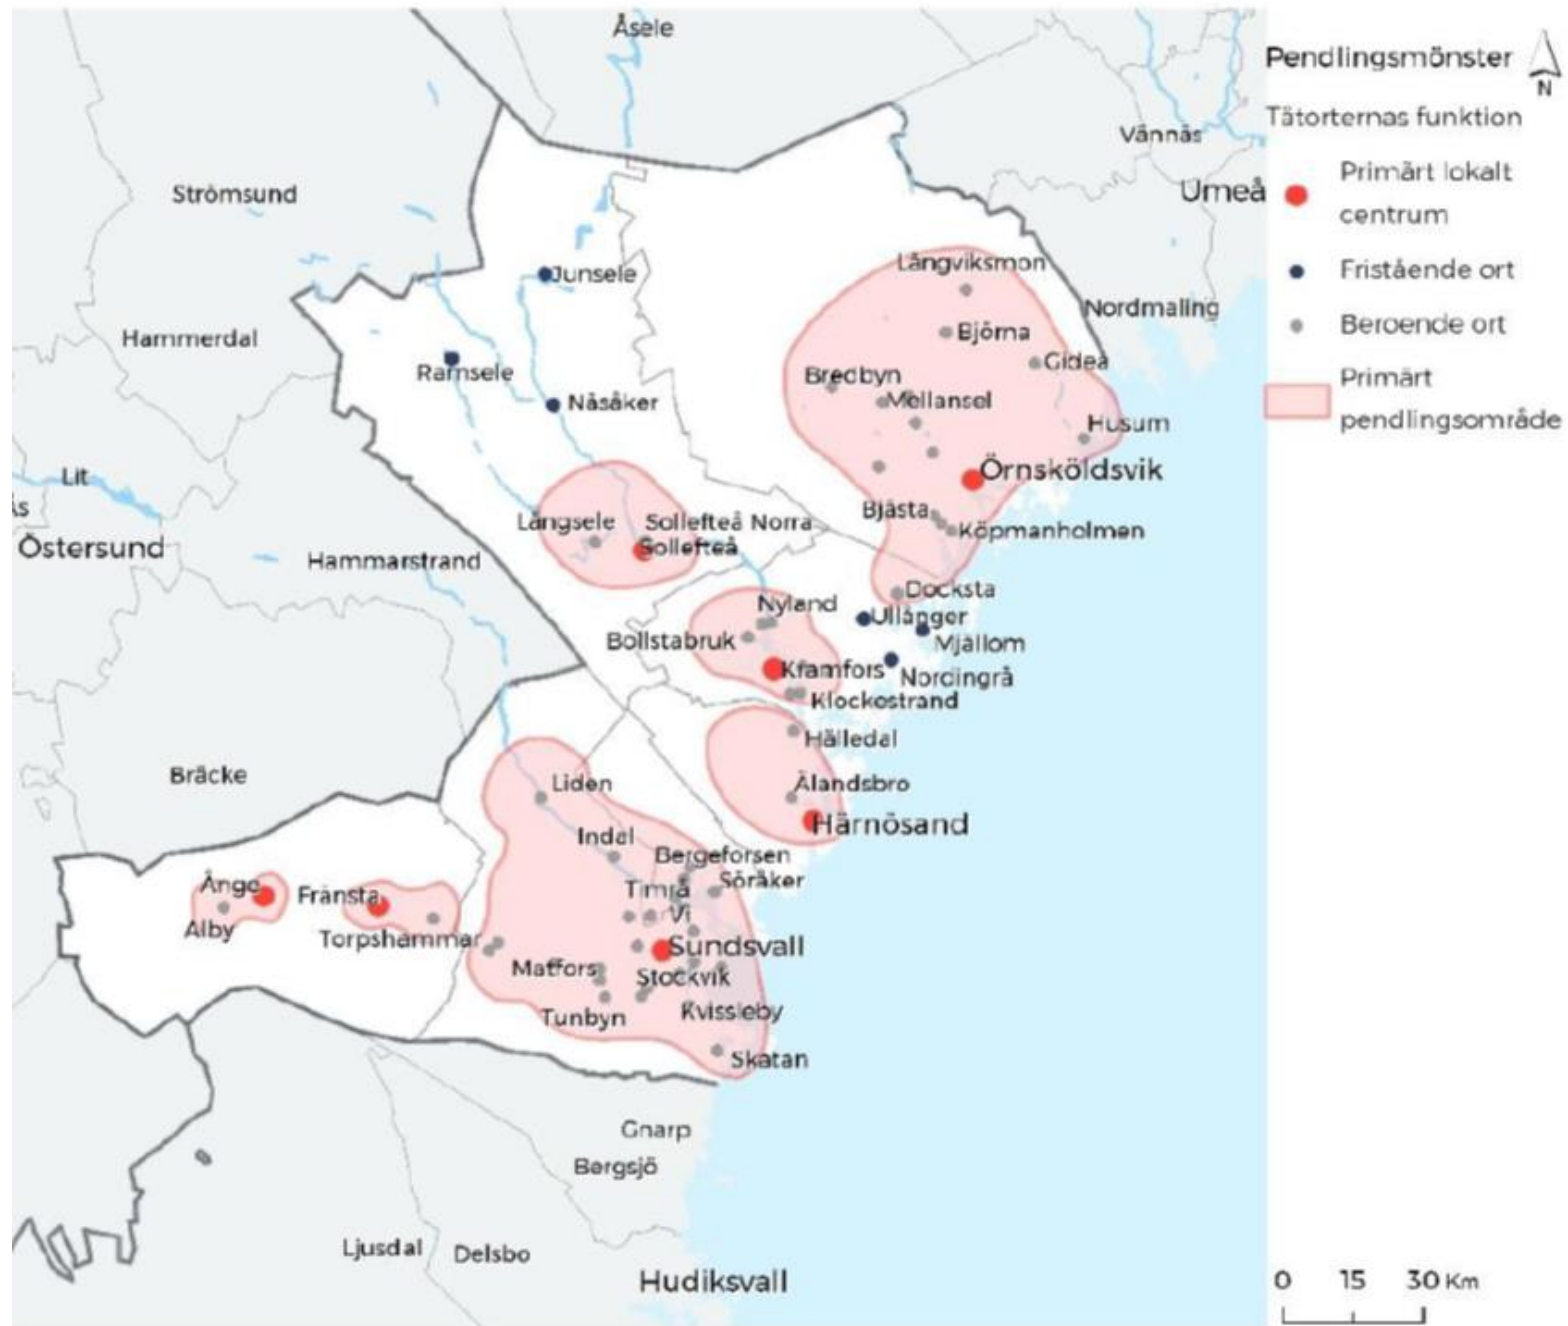 Åsele
Pendlingsmönster
N
Tätorternas funktion
Vännäs
Primärt lokalt
centrum
Strömsund
Umeå
Långviksmon
Fristående ort
Junsele
Nordmaling
Hammerdal
Björna
Beroende ort
Gideå
Ramsele
Bredbyn
Primärt
pendlingsområde
Näsåker
Mellansel
Husum
Lit
Örnsköldsvik
Långsele
Sollefteå Norra
Bjästa
Köpmanholmen
Östersund
Sollefteå
Hammarstrand
Docksta
Nyland
Ullånger
Bollstabruk
Mjällom
Kramfors
Nordingrå
Klockestrand
Hälledal
Bräcke
Liden
Älandsbro
Härnösand
Indal
Bergeforsen
Ånge
Fränsta
Timrå
Söråker
Vi
Alby
Torpshammar
Sundsvall
Matfors
Stockvik
Tunbyn
Kvissleby
Skatan
Gnarp
Bergsjö
Ljusdal
Delsbo
Hudiksvall
0 15 30 Km